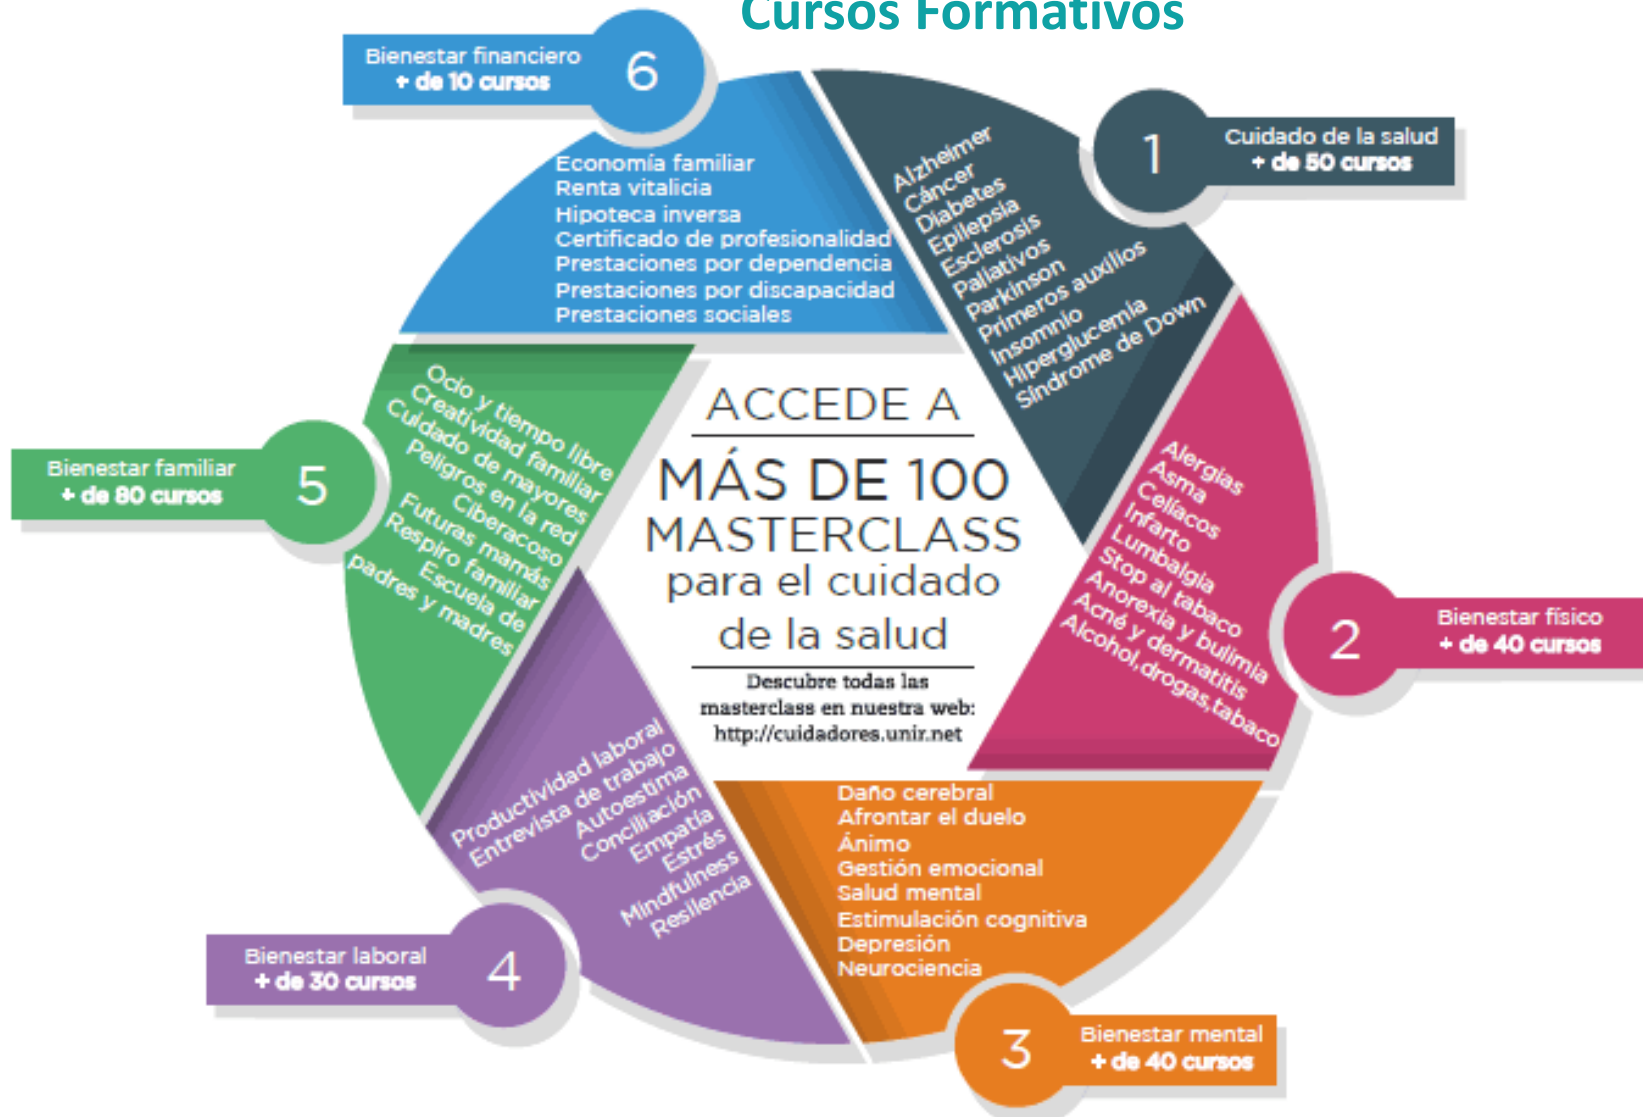 Cursos Formativos
Bienestar financiero
+ de 10 cursos
6
Economía familiar
Renta vitalicia
Hipoteca inversa
Certificado de profesionalidad
Prestaciones por dependencia
Prestaciones por discapacidad
Prestaciones sociales
1
Cuidado de la salud
+ de 50 cursos
Alzheimer
Cáncer
Diabetes
Epilepsia
Esclerosis
Paliativos
Parkinson
Primeros auxilios
Insomnio
Hiperglucemia
Síndrome de Down
2
Bienestar físico
+ de 40 cursos
Alergias
Asma
Celíacos
Infarto
Lumbalgia
Stop al tabaco
Anorexia y bulimia
Acné y dermatitis
Alcohol,drogas,tabaco
3
Bienestar mental
+ de 40 cursos
Daño cerebral
Afrontar el duelo
Ánimo
Gestión emocional
Salud mental
Estimulación cognitiva
Depresión
Neurociencia
Bienestar laboral
+ de 30 cursos
4
Productividad laboral
Entrevista de trabajo
Autoestima
Conciliación
Empatía
Estrés
Mindfulness
Resilencia
Bienestar familiar
+ de 80 cursos
5
Ocio y tiempo libre
Creatividad familiar
Cuidado de mayores
Peligros en la red
Ciberacoso
Futuras mamás
Respiro familiar
Escuela de
padres y madres
ACCEDE A
MÁS DE 100
MASTERCLASS
para el cuidado
de la salud
Descubre todas las
masterclass en nuestra web:
http://cuidadores.unir.net